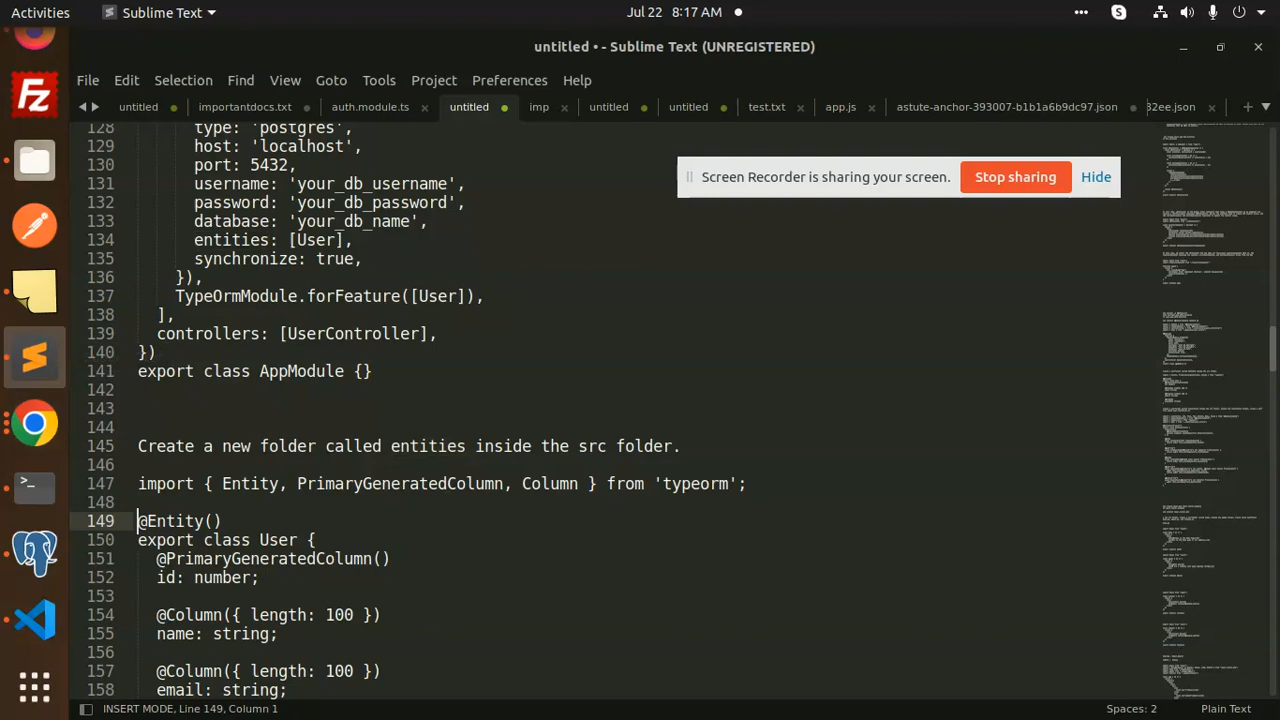 Activities
Sublime Text
Jul 22 8:17 AM
untitled • - Sublime Text (UNREGISTERED)
File Edit Selection Find View Goto Tools Project Preferences Help
untitled importantdocs.txt auth.module.ts untitled imp untitled untitled test.txt app.js astute-anchor-393007-b1b1a6b9dc97.json 32ee.json
128 type: 'postgres',
129 host: 'localhost',
130 port: 5432,
131 username: 'your_db_username',
132 password: 'your_db_password',
133 database: 'your_db_name',
134 entities: [User],
135 synchronize: true,
136 }),
137 TypeOrmModule.forFeature([User]),
138 ],
139 controllers: [UserController],
140 })
141 export class AppModule {}
142
143
144
145 Create a new folder called entities inside the src folder.
146
147 import { Entity, PrimaryGeneratedColumn, Column } from 'typeorm';
148
149 @Entity()
150 export class User {
151 @PrimaryGeneratedColumn()
152 id: number;
153
154 @Column({ length: 100 })
155 name: string;
156
157 @Column({ length: 100 })
158 email: string;
Screen Recorder is sharing your screen. Stop sharing Hide
INSERT MODE, Line 149, Column 1
Spaces: 2
Plain Text